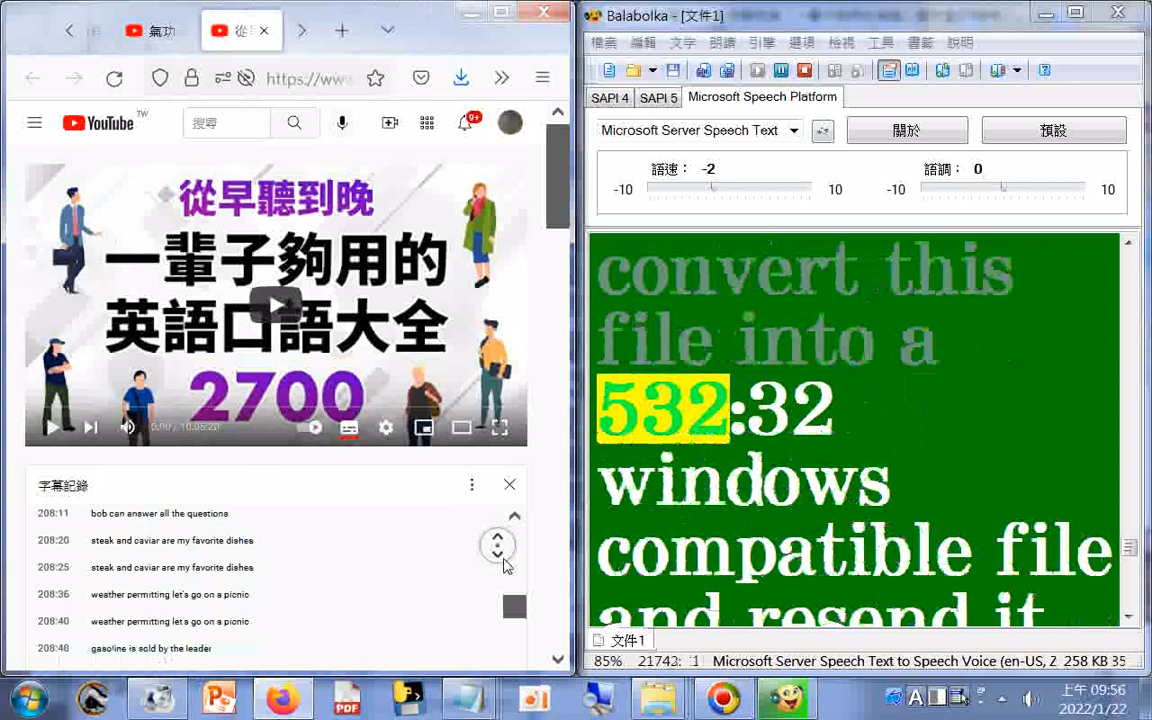 氣功
從
https://www
YouTube TW
搜尋
9+
從早聽到晚
一輩子夠用的
英語口語大全
2700
0:00 / 10:05:20
字幕記錄
208:11 bob can answer all the questions
208:20 steak and caviar are my favorite dishes
208:25 steak and caviar are my favorite dishes
208:36 weather permitting let's go on a picnic
208:40 weather permitting let's go on a picnic
208:48 gasoline is sold by the leader
Balabolka - [文件1]
檔案 編輯 文字 朗讀 引擎 選項 檢視 工具 書籤 說明
SAPI 4 SAPI 5 Microsoft Speech Platform
Microsoft Server Speech Text 關於 預設
語速： -2 語調： 0
-10 10 -10 10
convert this
file into a
532:32
windows
compatible file
and resend it
文件1
85% 21742: 1 Microsoft Server Speech Text to Speech Voice (en-US, Z 258 KB 35
PDF
A
上午 09:56
2022/1/22